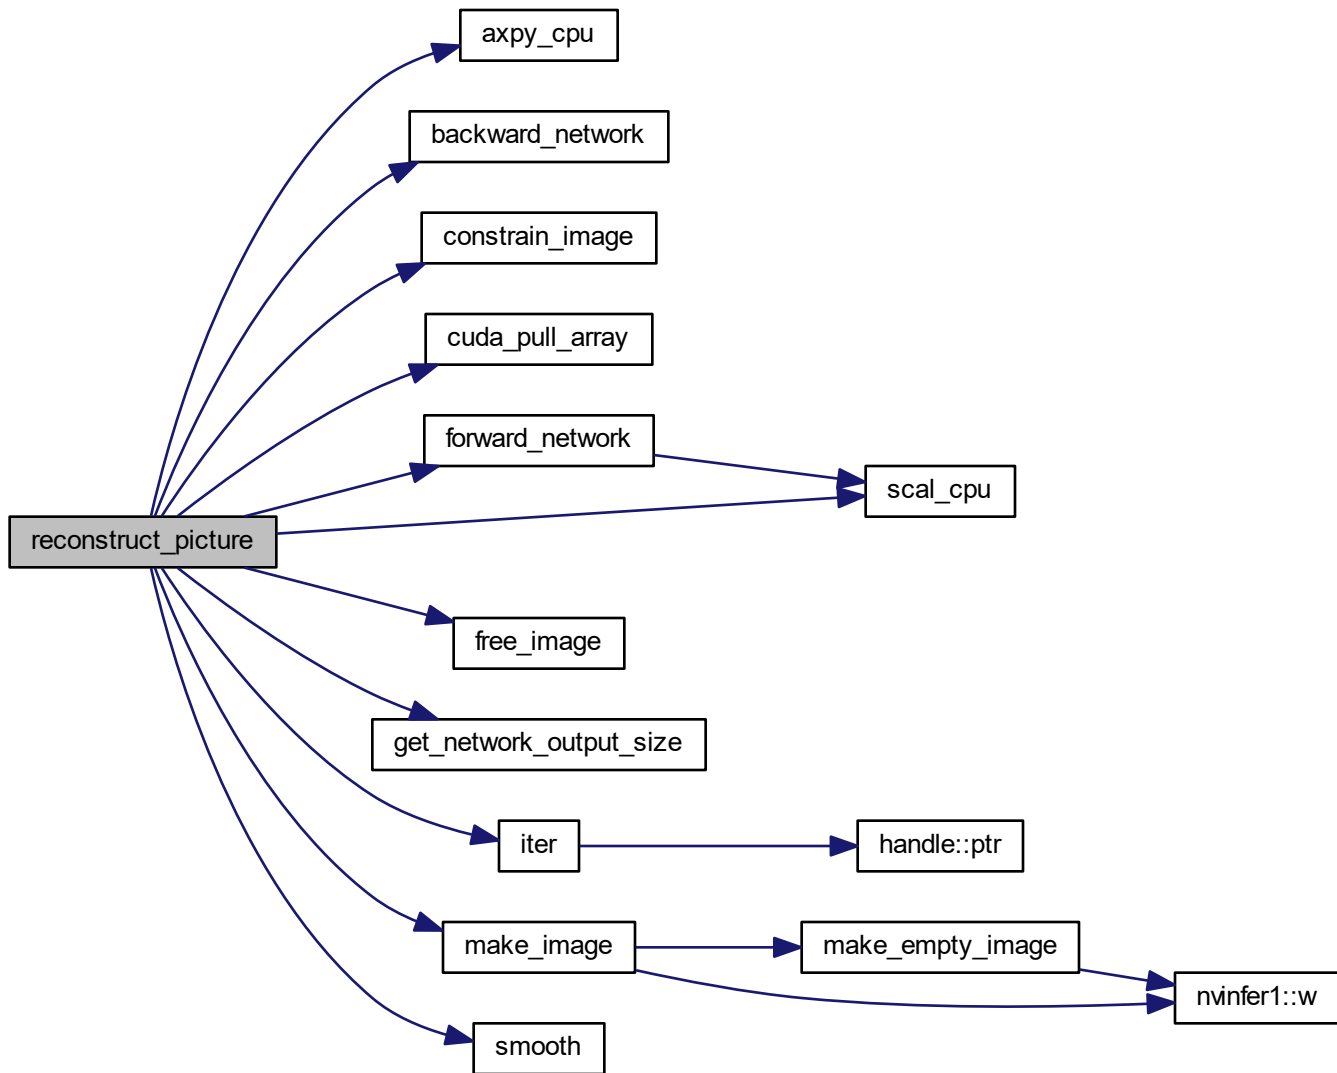 axpy_cpu
backward_network
constrain_image
cuda_pull_array
forward_network
scal_cpu
reconstruct_picture
free_image
get_network_output_size
iter
handle::ptr
make_image
make_empty_image
nvinfer1::w
smooth